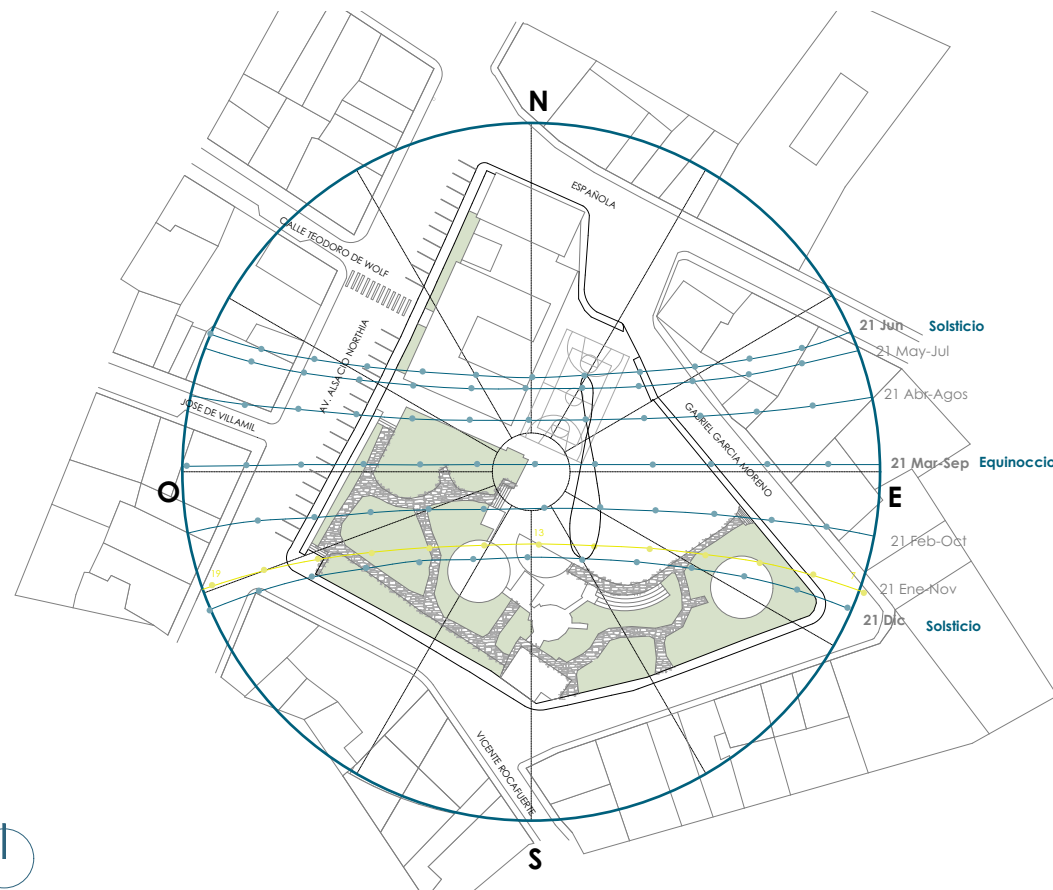 N
ESPAÑOLA
CALLE TEODORO DE WOLF
AV. ALSACIO NORTHIA
JOSE DE VILLAMIL
GABRIEL GARCIA MORENO
21 Jun Solsticio
21 May-Jul
21 Abr-Agos
21 Mar-Sep Equinoccio
O
E
21 Feb-Oct
13
19
7
21 Ene-Nov
21 Dic Solsticio
VICENTE ROCAFUERTE
S